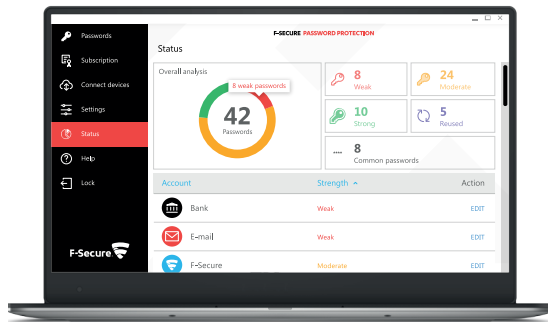 F-SECURE PASSWORD PROTECTION
Passwords
Subscription
Connect devices
Settings
Status
Help
Lock
F-Secure
Status
Overall analysis
8 weak passwords
42
Passwords
8
Weak
24
Moderate
10
Strong
5
Reused
8
Common passwords
Account Strength Action
Bank Weak EDIT
E-mail Weak EDIT
F-Secure Moderate EDIT